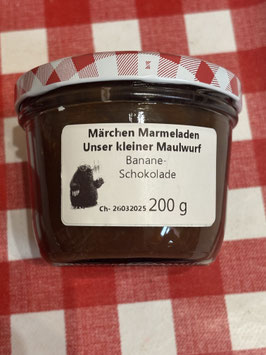 Märchen Marmeladen
Unser kleiner Maulwurf
Banane-
Schokolade
Ch- 26032025 200 g